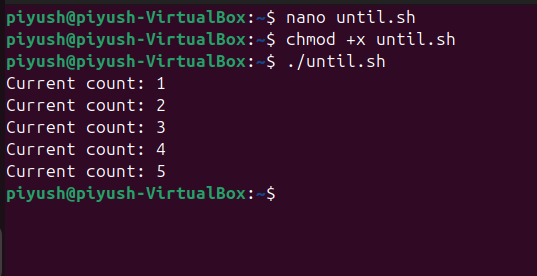 piyush@piyush-VirtualBox:~$ nano until.sh
piyush@piyush-VirtualBox:~$ chmod +x until.sh
piyush@piyush-VirtualBox:~$ ./until.sh
Current count: 1
Current count: 2
Current count: 3
Current count: 4
Current count: 5
piyush@piyush-VirtualBox:~$